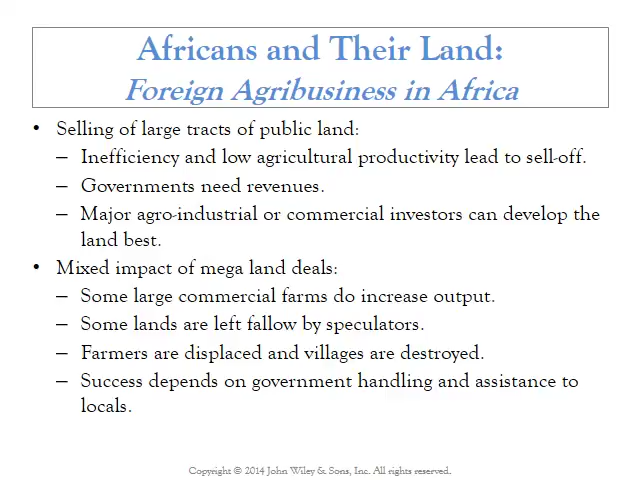 Africans and Their Land:
Foreign Agribusiness in Africa
• Selling of large tracts of public land:
– Inefficiency and low agricultural productivity lead to sell-off.
– Governments need revenues.
– Major agro-industrial or commercial investors can develop the
land best.
• Mixed impact of mega land deals:
– Some large commercial farms do increase output.
– Some lands are left fallow by speculators.
– Farmers are displaced and villages are destroyed.
– Success depends on government handling and assistance to
locals.
Copyright © 2014 John Wiley & Sons, Inc. All rights reserved.